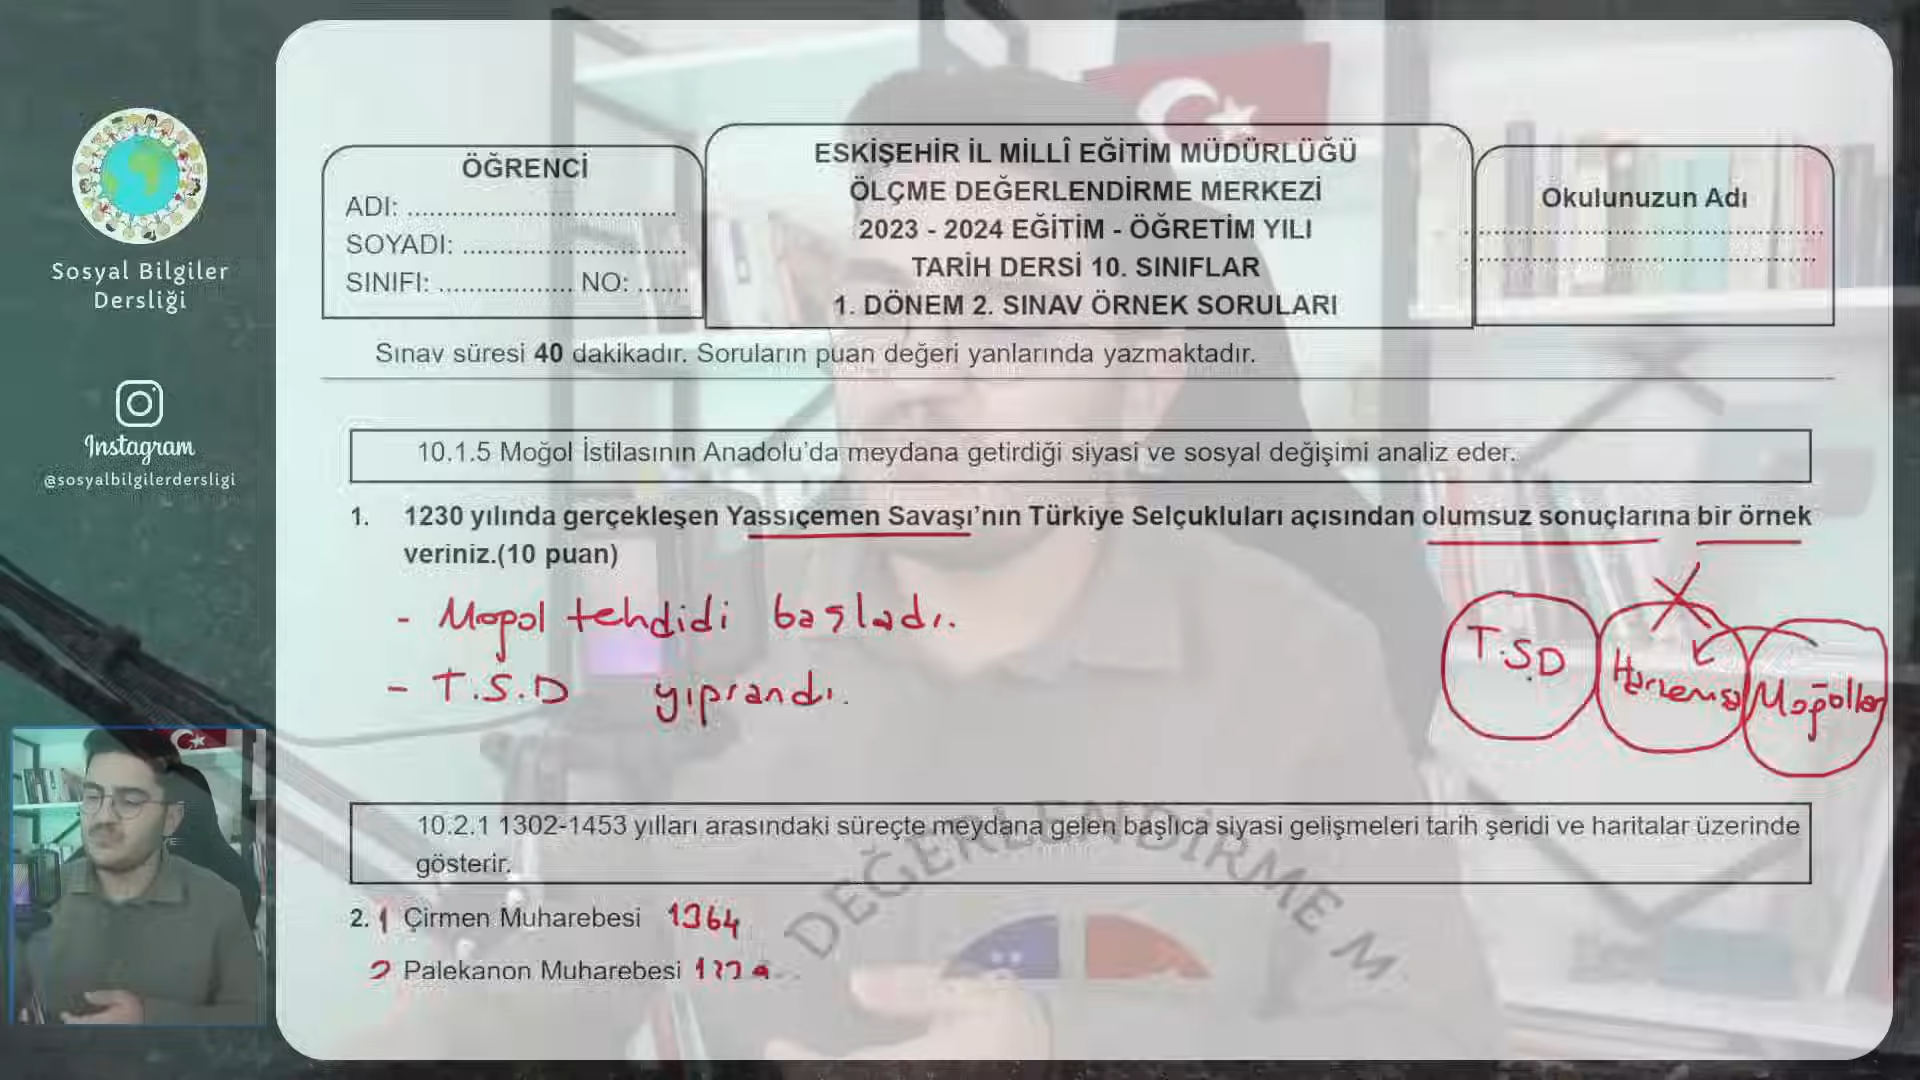 Sosyal Bilgiler
Dersliği
Instagram
@sosyalbilgilerdersligi
ÖĞRENCİ
ADI: ....................................
SOYADI: ..............................
SINIFI: .................. NO: .......
ESKİŞEHİR İL MİLLÎ EĞİTİM MÜDÜRLÜĞÜ
ÖLÇME DEĞERLENDİRME MERKEZİ
2023 - 2024 EĞİTİM - ÖĞRETİM YILI
TARİH DERSİ 10. SINIFLAR
1. DÖNEM 2. SINAV ÖRNEK SORULARI
Okulunuzun Adı
Sınav süresi 40 dakikadır. Soruların puan değeri yanlarında yazmaktadır.
10.1.5 Moğol İstilasının Anadolu'da meydana getirdiği siyasi ve sosyal değişimi analiz eder.
1. 1230 yılında gerçekleşen Yassıçemen Savaşı'nın Türkiye Selçukluları açısından olumsuz sonuçlarına bir örnek
veriniz.(10 puan)
- Mogol tehdidi başladı.
- T.S.D yıprandı.
T.S.D
Moğollar
10.2.1 1302-1453 yılları arasındaki süreçte meydana gelen başlıca siyasi gelişmeleri tarih şeridi ve haritalar üzerinde
gösterir.
2. 1 Çirmen Muharebesi 1364
2 Palekanon Muharebesi
DEĞERLENDİRME M